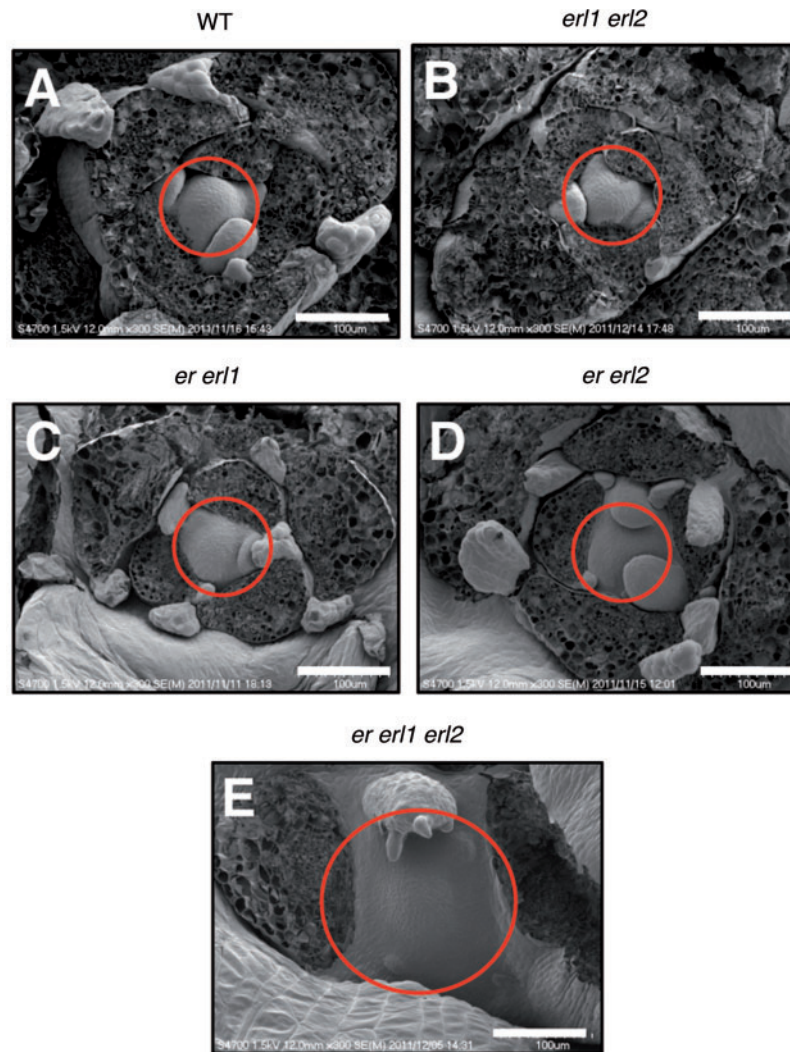 WT
erl1 erl2
A
B
S4700 1.5kV 12.0mm x300 SE(M) 2011/11/16 15:43
100um
S4700 1.5kV 12.0mm x300 SE(M) 2011/12/14 17:48
100um
er erl1
er erl2
C
D
S4700 1.5kV 12.0mm x300 SE(M) 2011/11/11 18:13
100um
S4700 1.5kV 12.0mm x300 SE(M) 2011/11/15 12:01
100um
er erl1 erl2
E
S4700 1.5kV 12.0mm x300 SE(M) 2011/12/05 14:31
100um